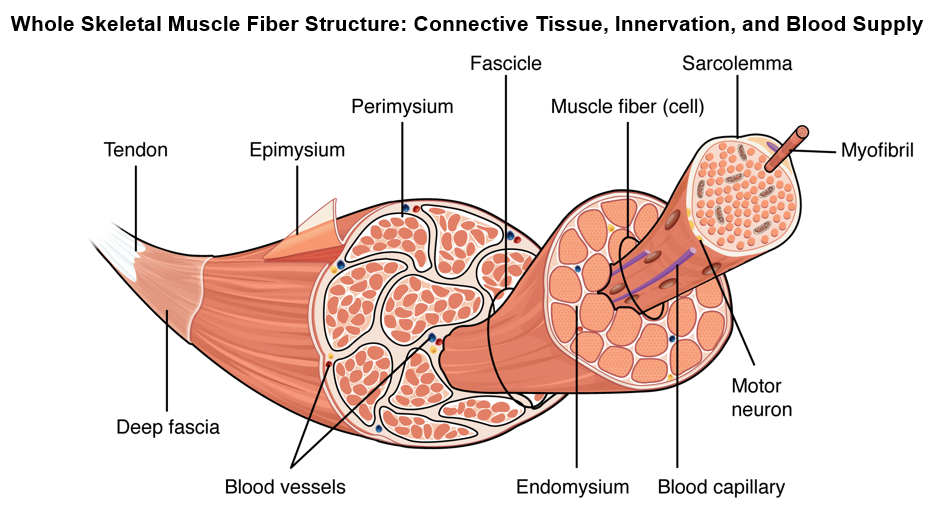 Whole Skeletal Muscle Fiber Structure: Connective Tissue, Innervation, and Blood Supply
Fascicle
Sarcolemma
Perimysium
Muscle fiber (cell)
Tendon
Epimysium
Myofibril
Motor
neuron
Deep fascia
Blood vessels
Endomysium
Blood capillary